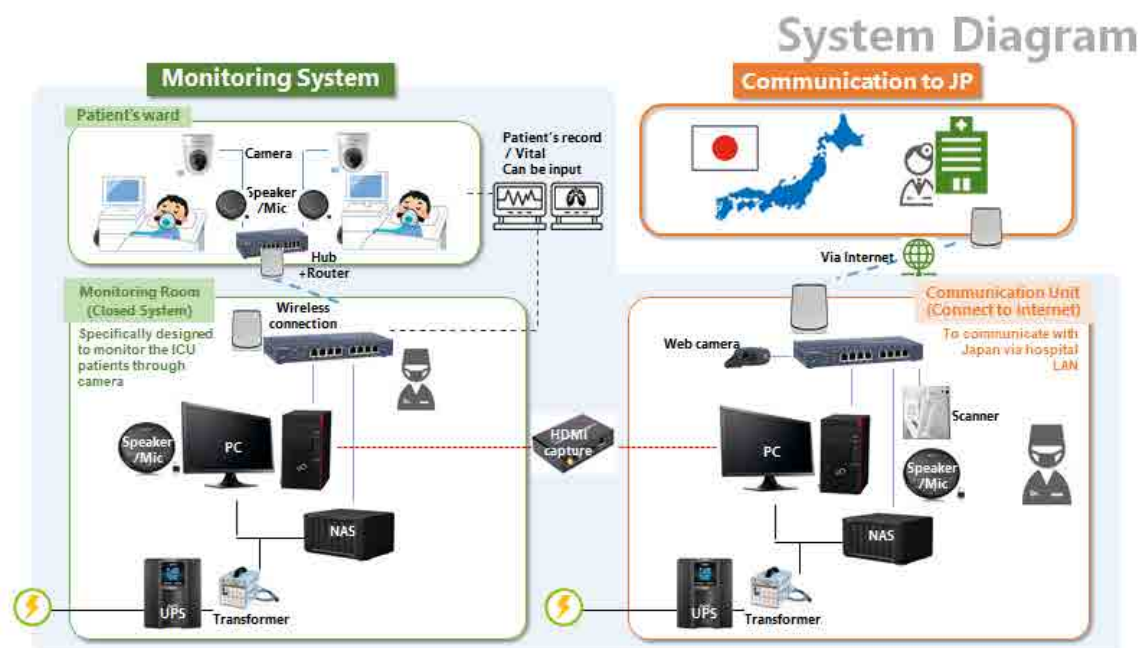 System Diagram
Monitoring System
Communication to JP
Patient's ward
Camera
Speaker
/Mic
Hub
+Router
Patient's record
/ Vital
Can be input
Via Internet
Monitoring Room
(Closed System)
Specifically designed
to monitor the ICU
patients through
camera
Wireless
connection
Speaker
/Mic
PC
NAS
UPS
Transformer
HDMI
capture
Communication Unit
(Connect to Internet)
To communicate with
Japan via hospital
LAN
Web camera
Scanner
PC
Speaker
/Mic
NAS
UPS
Transformer